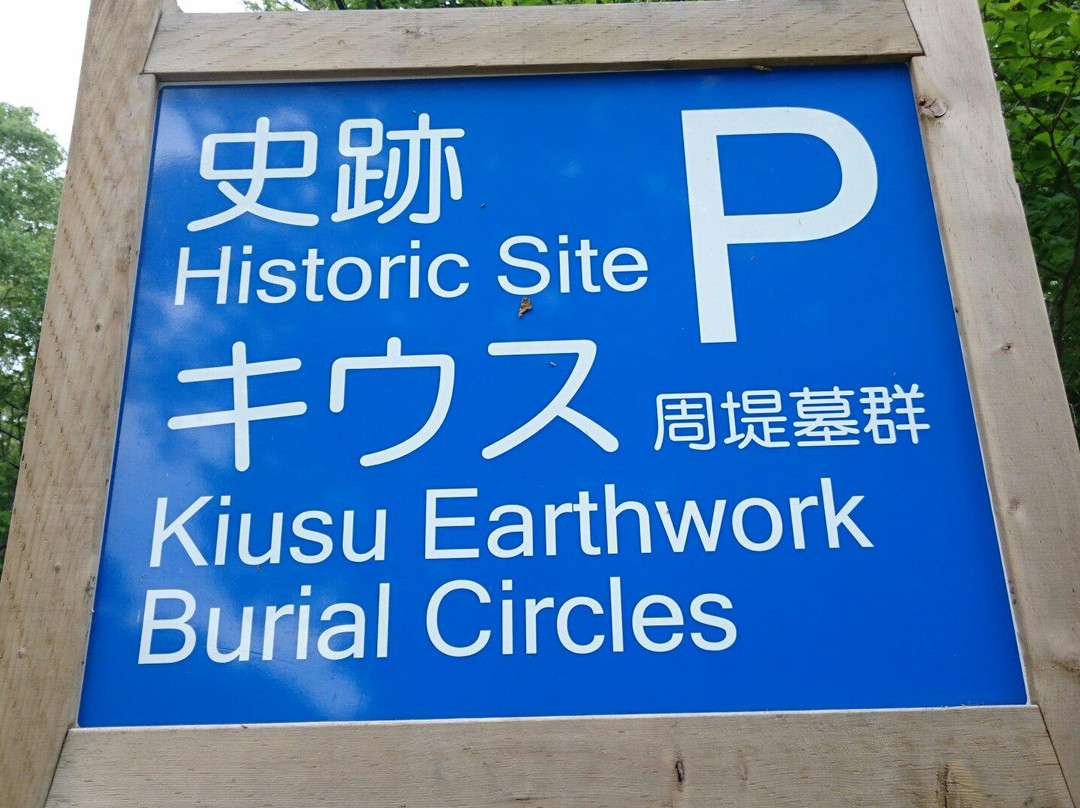 史跡
Historic Site
P
キウス 周堤墓群
Kiusu Earthwork
Burial Circles